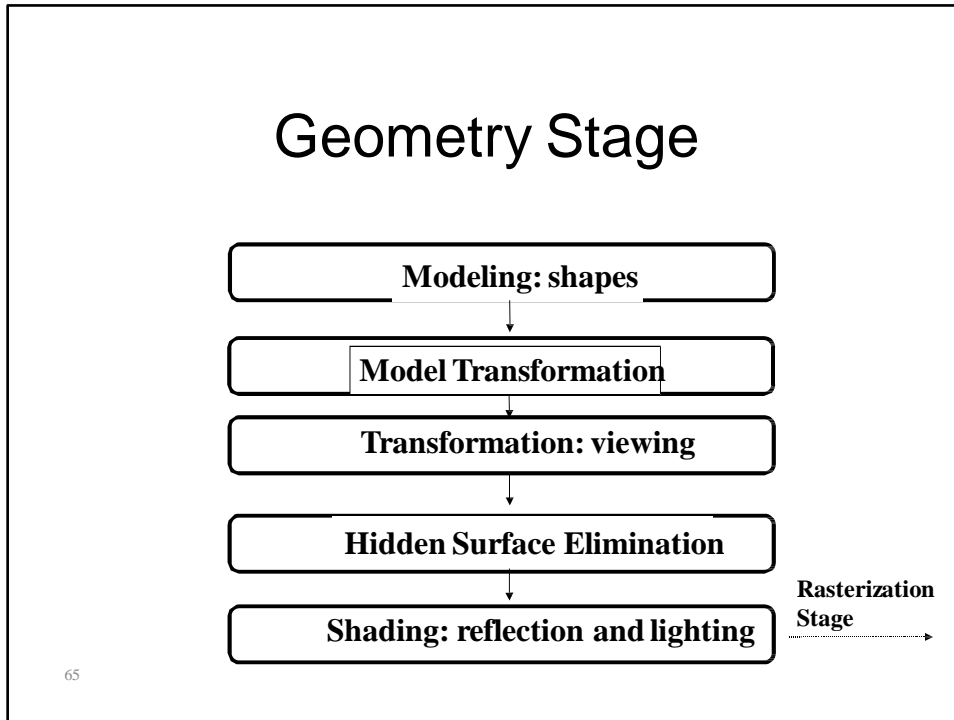 Geometry Stage
Modeling: shapes
Model Transformation
Transformation: viewing
Hidden Surface Elimination
Shading: reflection and lighting
Rasterization
Stage
65